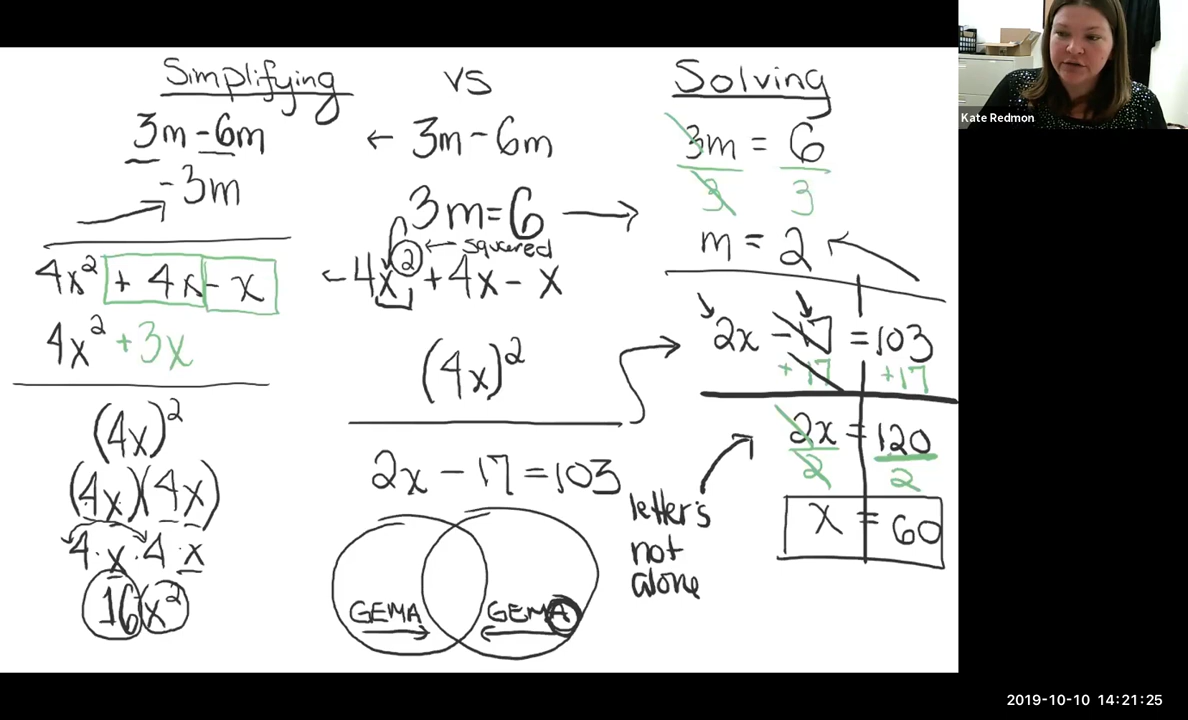 Simplifying vs Solving
3m - 6m
-3m
4x² + 4x - x
4x² + 3x
(4x)²
(4x)(4x)
4 · x · 4 · x
16 x²
← 3m - 6m
3m = 6 →
← squared
← 4x² + 4x - x
(4x)²
2x - 17 = 103
GEMA →
GEMA ←
3m = 6
3 3
m = 2
2x - 17 = 103
+17 +17
2x = 120
2 2
x = 60
letter's
not
alone
Kate Redmon
2019-10-10 14:21:25